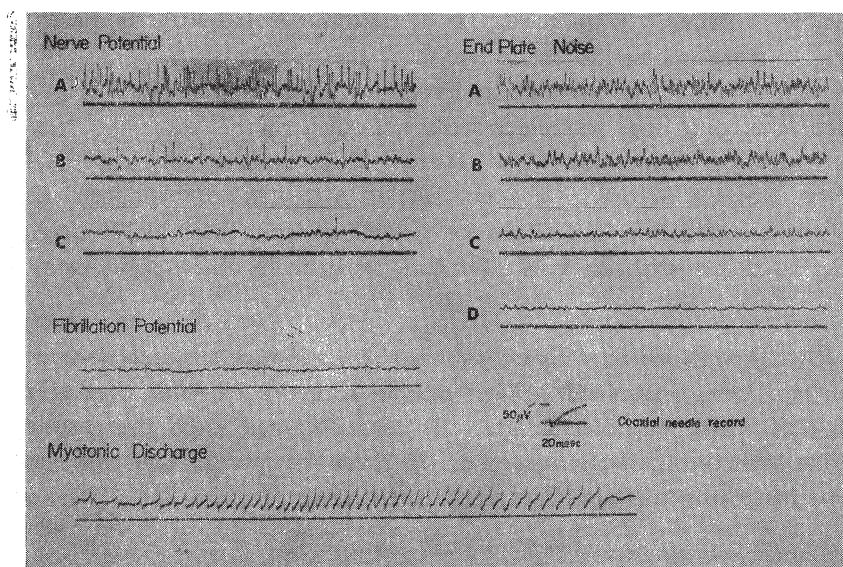 Nerve Potential
A
B
C
Fibrillation Potential
Myotonic Discharge
End Plate Noise
A
B
C
D
50μV
20msec
Coaxial needle record